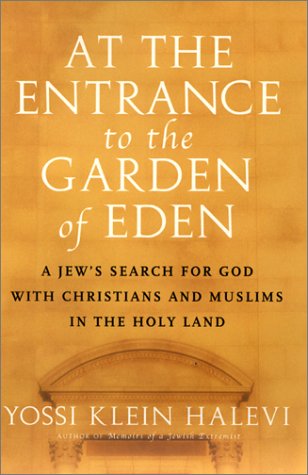 AT THE
ENTRANCE
to the
GARDEN
of EDEN
A JEW'S SEARCH FOR GOD
WITH CHRISTIANS AND MUSLIMS
IN THE HOLY LAND
YOSSI KLEIN HALEVI
AUTHOR OF Memoirs of a Jewish Extremist